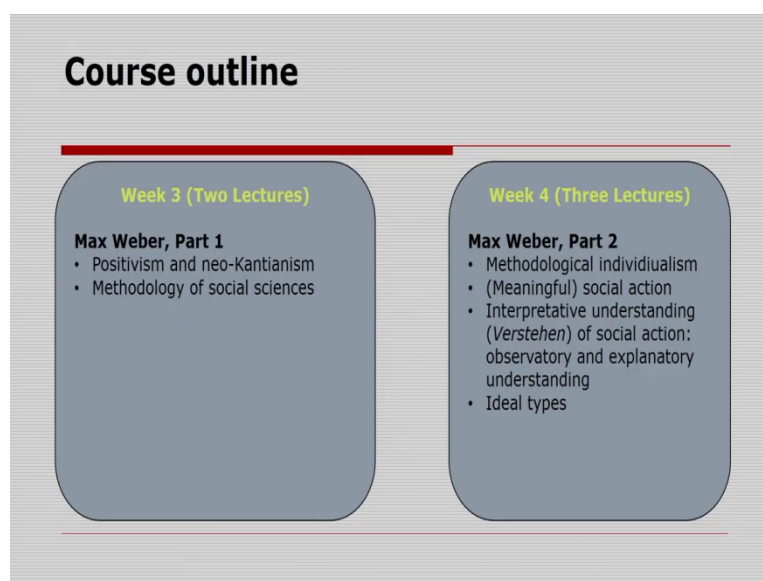 Course outline
Week 3 (Two Lectures)
Max Weber, Part 1
• Positivism and neo-Kantianism
• Methodology of social sciences
Week 4 (Three Lectures)
Max Weber, Part 2
• Methodological individiualism
• (Meaningful) social action
• Interpretative understanding
(Verstehen) of social action:
observatory and explanatory
understanding
• Ideal types